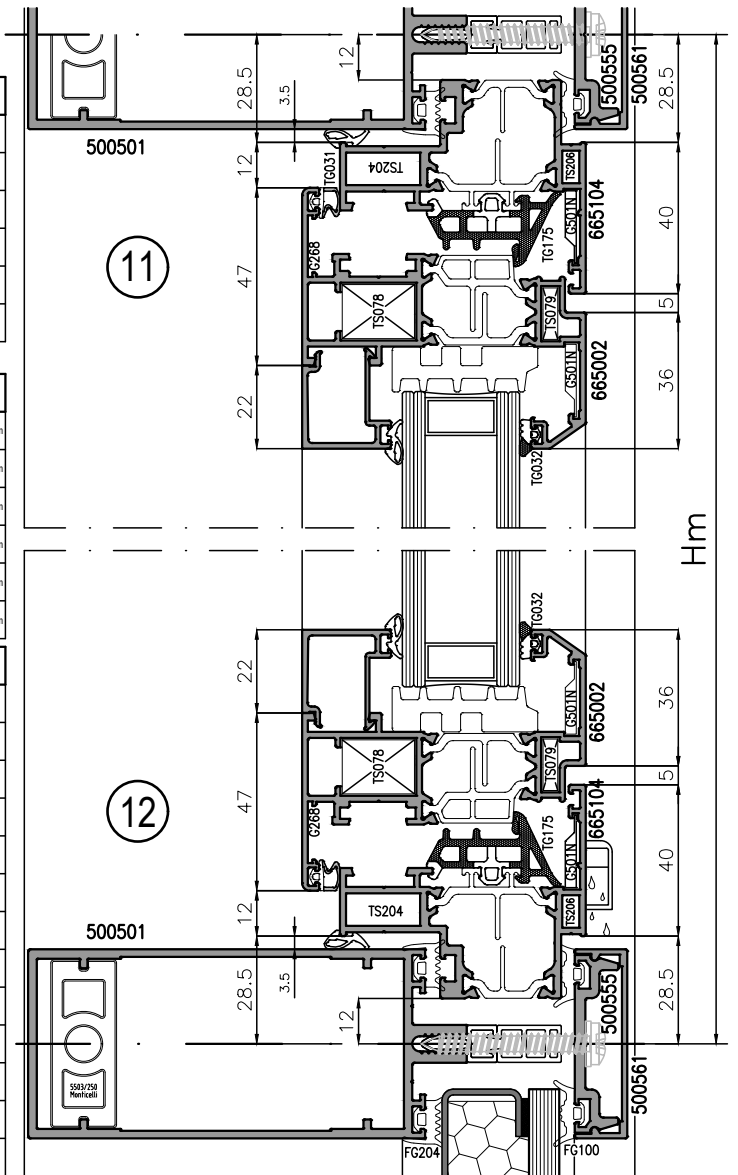 12
28.5
3.5
500555
500561
28.5
500501
12
TG031
TS204
TS206
665104
G501N
TG175
40
11
G268
47
TS078
TS079
5
665002
G501N
36
22
TG032
Hm
TG032
22
36
665002
G501N
TS078
TS079
5
12
47
G268
665104
TG175
G501N
40
TS204
TS206
12
500501
3.5
28.5
12
28.5
500555
500561
5503/250
Monticelli
FG204
FG100